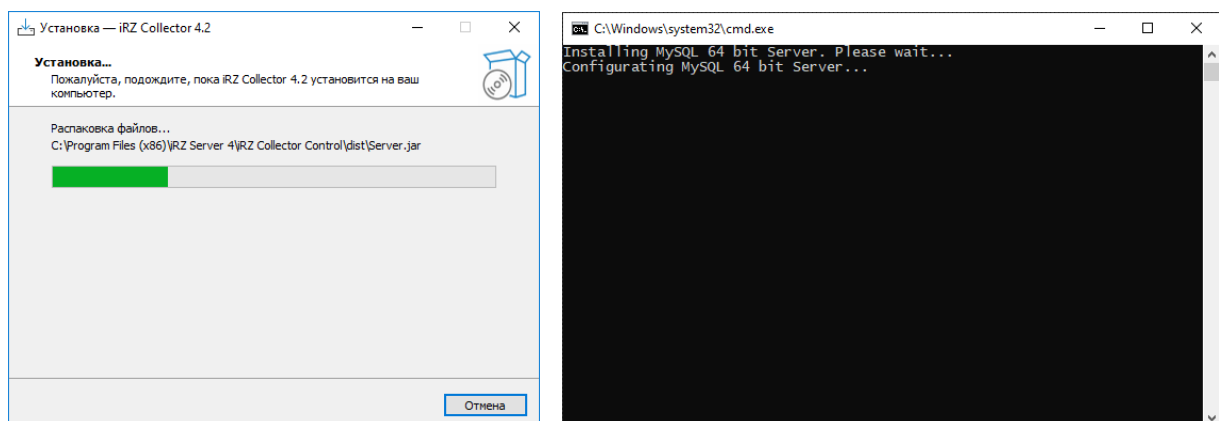 Установка — iRZ Collector 4.2
Установка...
Пожалуйста, подождите, пока iRZ Collector 4.2 установится на ваш
компьютер.
Распаковка файлов...
C:\Program Files (x86)\iRZ Server 4\iRZ Collector Control\dist\Server.jar
Отмена
C:\Windows\system32\cmd.exe
Installing MySQL 64 bit Server. Please wait...
Configurating MySQL 64 bit Server...